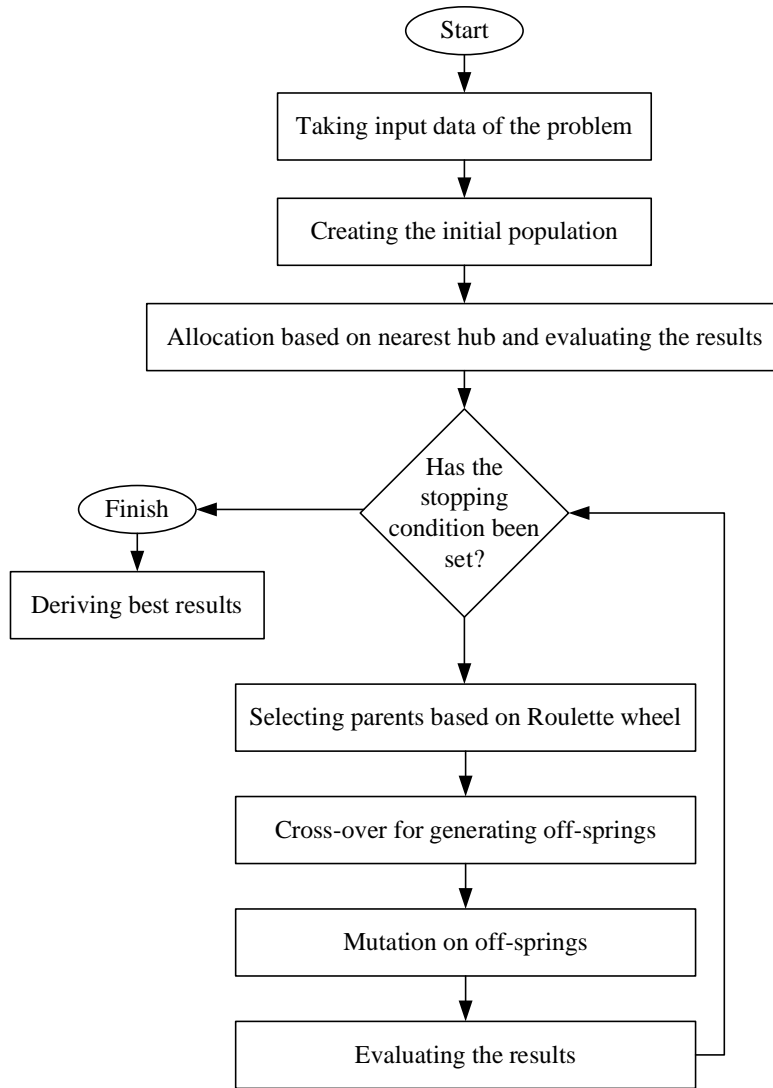 Start
Taking input data of the problem
Creating the initial population
Allocation based on nearest hub and evaluating the results
Has the
stopping
condition been
set?
Finish
Deriving best results
Selecting parents based on Roulette wheel
Cross-over for generating off-springs
Mutation on off-springs
Evaluating the results